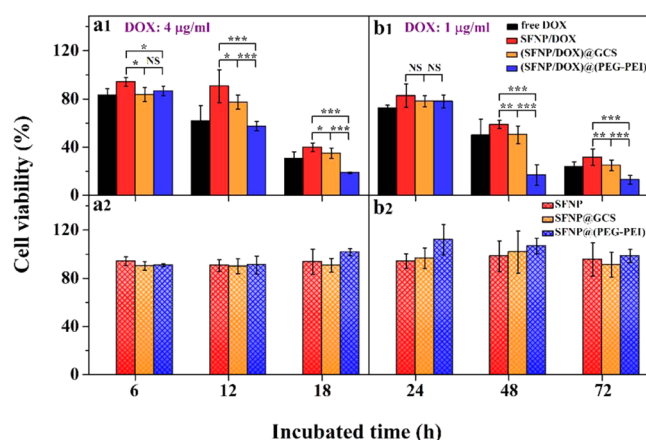 a1
DOX: 4 μg/ml
b1
DOX: 1 μg/ml
free DOX
SFNP/DOX
(SFNP/DOX)@GCS
(SFNP/DOX)@(PEG-PEI)
120
80
40
0
*
* NS
***
* ***
***
* ***
NS NS
***
** ***
***
** ***
Cell viability (%)
a2
b2
SFNP
SFNP@GCS
SFNP@(PEG-PEI)
120
80
40
0
6 12 18 24 48 72
Incubated time (h)